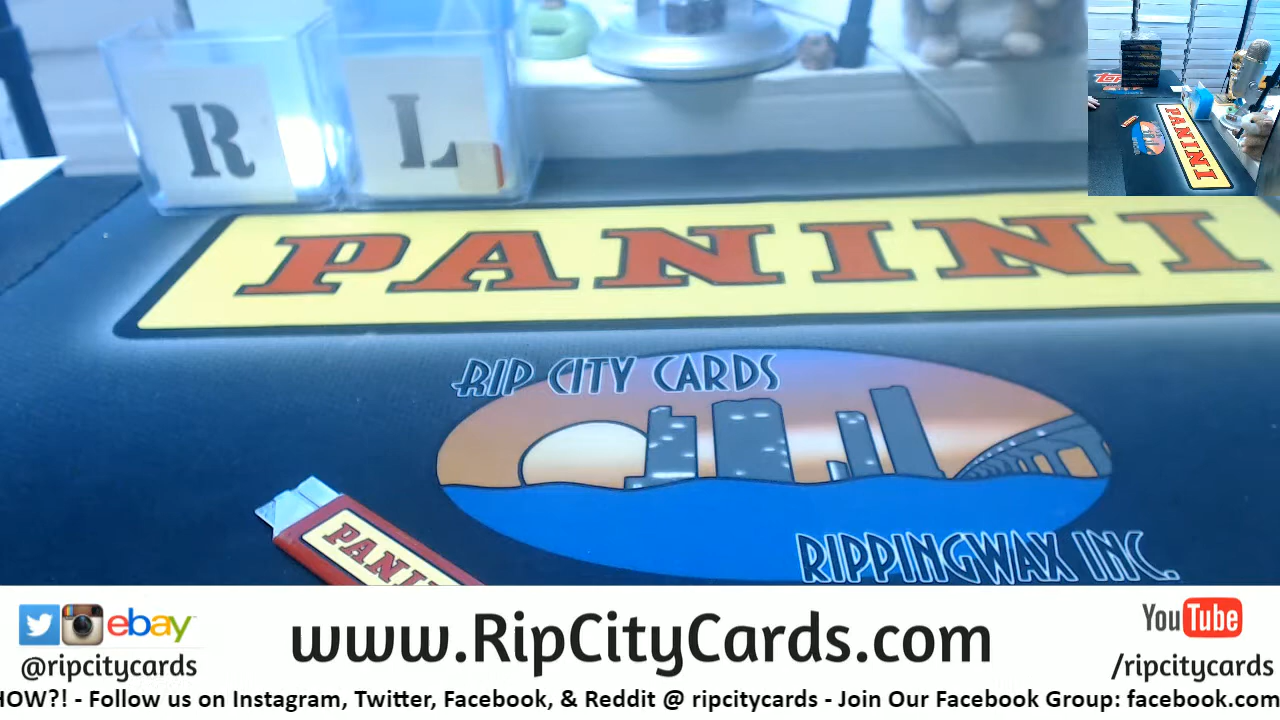 R
L
PANINI
PANINI
RIP CITY CARDS
RIPPINGWAX INC.
PANINI
ebay
@ripcitycards
www.RipCityCards.com
YouTube
/ripcitycards
HOW?! - Follow us on Instagram, Twitter, Facebook, & Reddit @ ripcitycards - Join Our Facebook Group: facebook.com